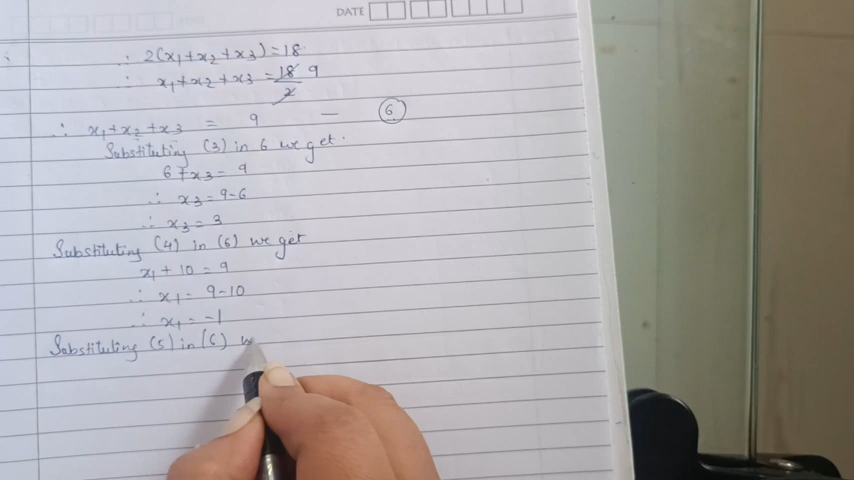 DATE
∴ 2(x₁+x₂+x₃)=18
∴ x₁+x₂+x₃ = 18/2 9
∴ x₁+x₂+x₃ = 9 — 6
Substituting (3) in 6 we get.
6+x₃= 9
∴ x₃= 9-6
∴ x₃= 3
Substituting (4) in (6) we get
x₁ + 10 = 9
∴ x₁ = 9-10
∴ x₁ = -1
Substituting (5) in (6) w